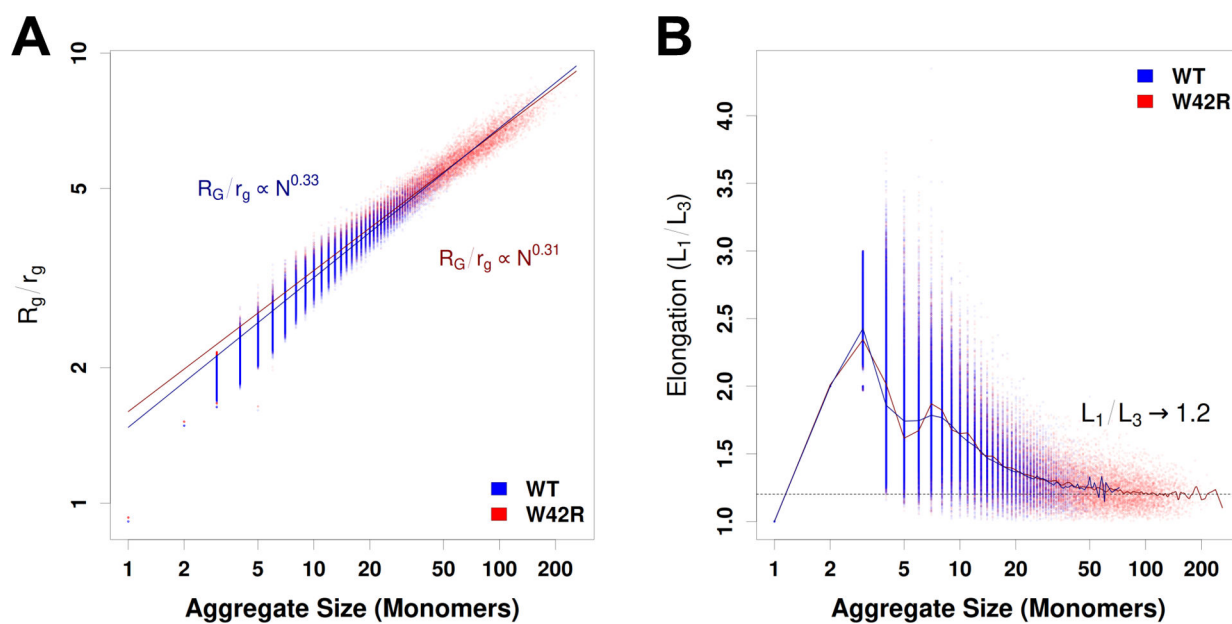 A
10
5
2
1
R_g/r_g
R_G/r_g ∝ N^0.33
R_G/r_g ∝ N^0.31
WT
W42R
1 2 5 10 20 50 100 200
Aggregate Size (Monomers)
B
4.0
3.5
3.0
2.5
2.0
1.5
1.0
Elongation (L_1/L_3)
WT
W42R
L_1/L_3 → 1.2
1 2 5 10 20 50 100 200
Aggregate Size (Monomers)